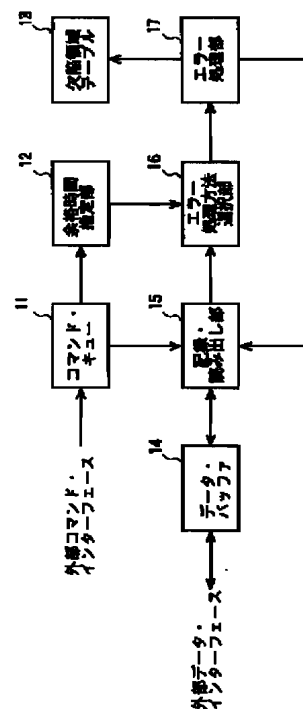 外部コマンド・
インターフェース
11
コマンド・
キュー
12
余裕時間
推定部
13
欠陥領域
テーブル
外部データ・
インターフェース
14
データ・
バッファ
15
記録・
読み出し部
16
エラー
処理方法
選択部
17
エラー
処理部